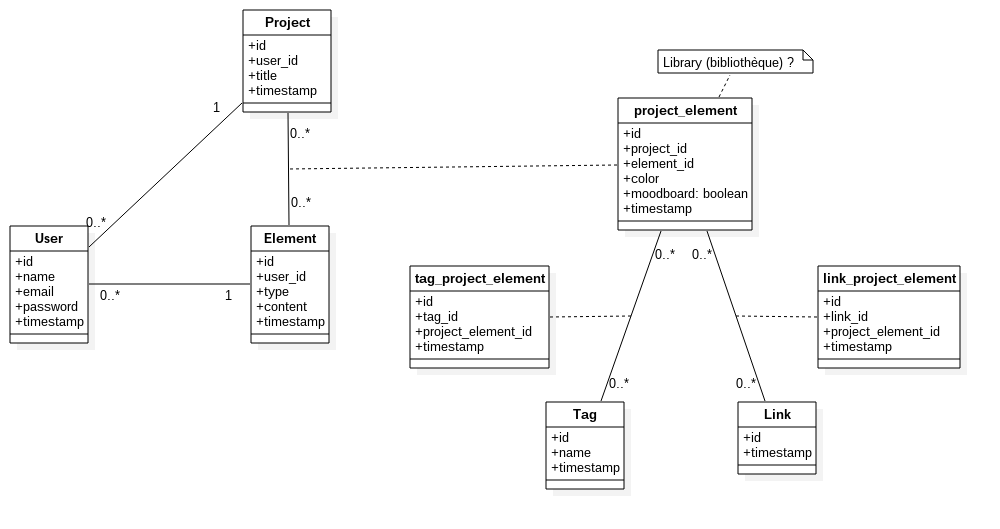 Project
+id
+user_id
+title
+timestamp
1
0..*
0..*
0..*
User
+id
+name
+email
+password
+timestamp
0..*
1
Element
+id
+user_id
+type
+content
+timestamp
Library (bibliothèque) ?
project_element
+id
+project_id
+element_id
+color
+moodboard: boolean
+timestamp
0..*
0..*
tag_project_element
+id
+tag_id
+project_element_id
+timestamp
link_project_element
+id
+link_id
+project_element_id
+timestamp
0..*
0..*
Tag
+id
+name
+timestamp
Link
+id
+timestamp